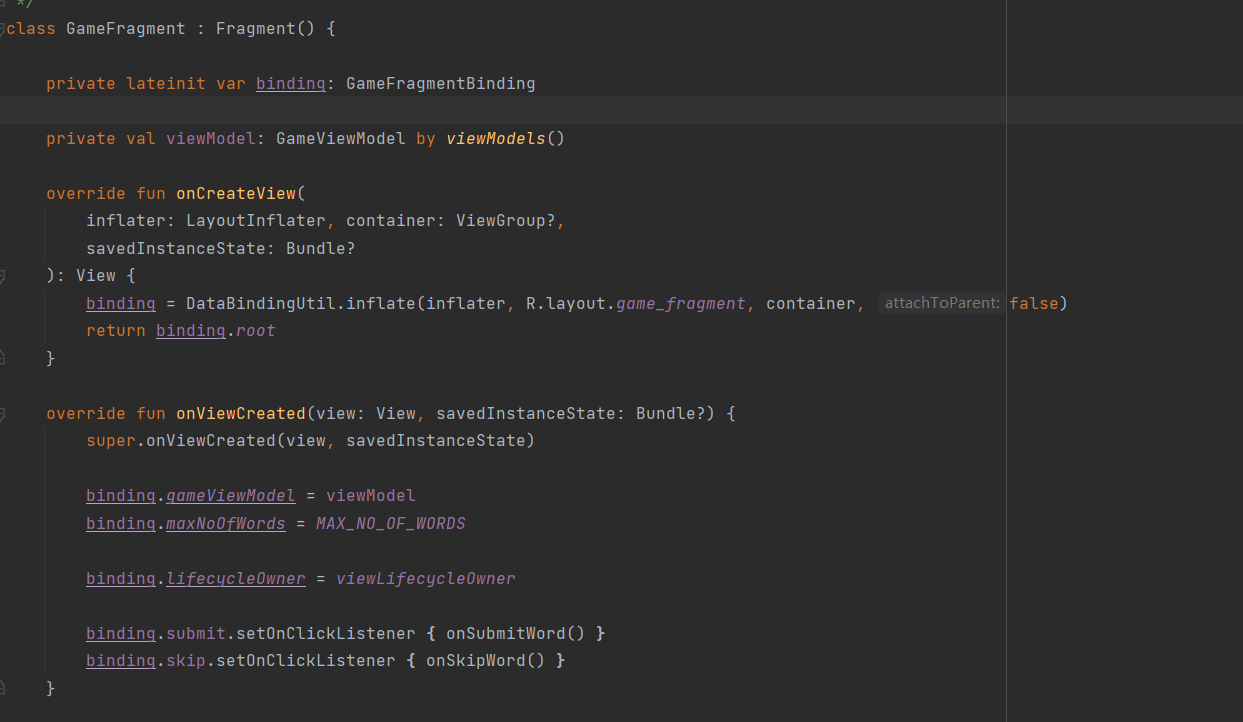 */
class GameFragment : Fragment() {
private lateinit var binding: GameFragmentBinding
private val viewModel: GameViewModel by viewModels()
override fun onCreateView(
inflater: LayoutInflater, container: ViewGroup?,
savedInstanceState: Bundle?
): View {
binding = DataBindingUtil.inflate(inflater, R.layout.game_fragment, container, attachToParent: false)
return binding.root
}
override fun onViewCreated(view: View, savedInstanceState: Bundle?) {
super.onViewCreated(view, savedInstanceState)
binding.gameViewModel = viewModel
binding.maxNoOfWords = MAX_NO_OF_WORDS
binding.lifecycleOwner = viewLifecycleOwner
binding.submit.setOnClickListener { onSubmitWord() }
binding.skip.setOnClickListener { onSkipWord() }
}